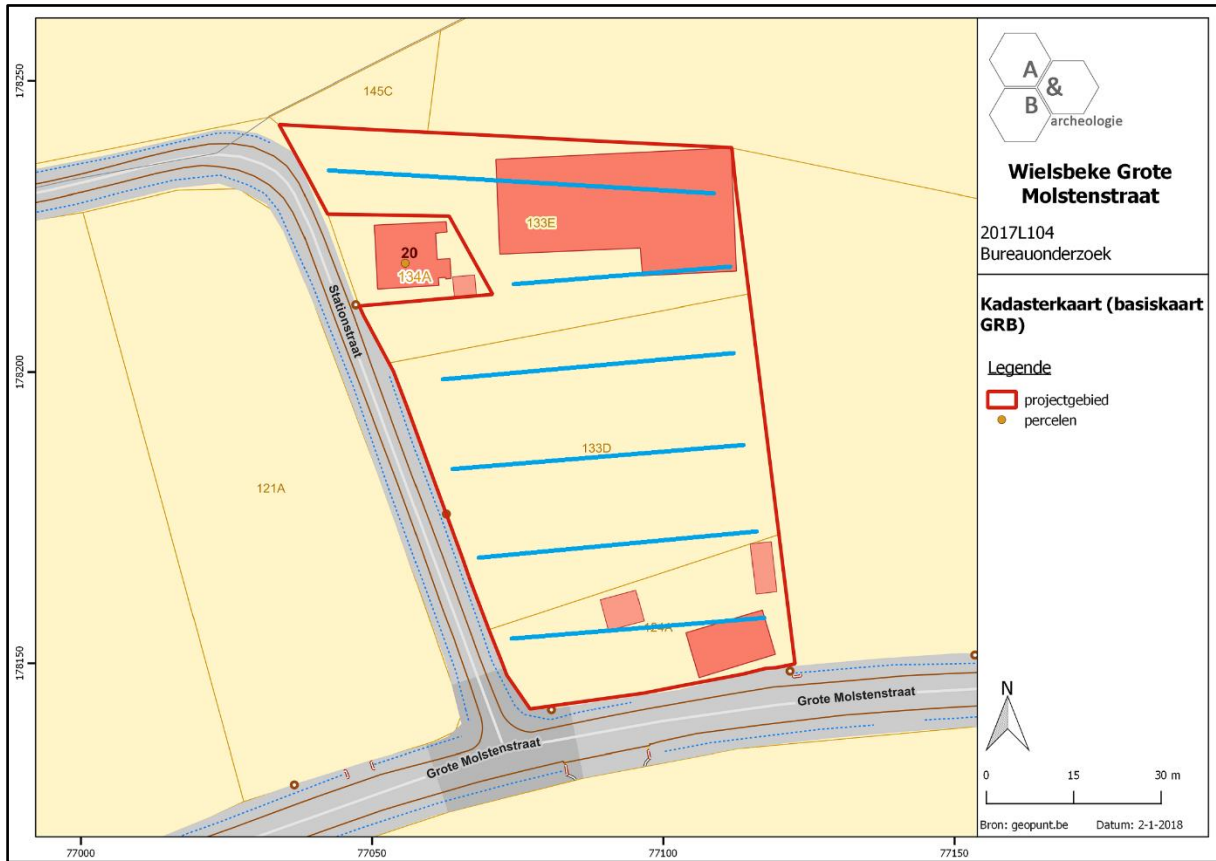 178250
178200
178150
77000
77050
77100
77150
145C
133E
20
134A
Stationstraat
133D
121A
124A
Grote Molstenstraat
Grote Molstenstraat
A
&
B
archeologie
Wielsbeke Grote
Molstenstraat
2017L104
Bureauonderzoek
Kadasterkaart (basiskaart
GRB)
Legende
projectgebied
percelen
N
0 15 30 m
Bron: geopunt.be Datum: 2-1-2018